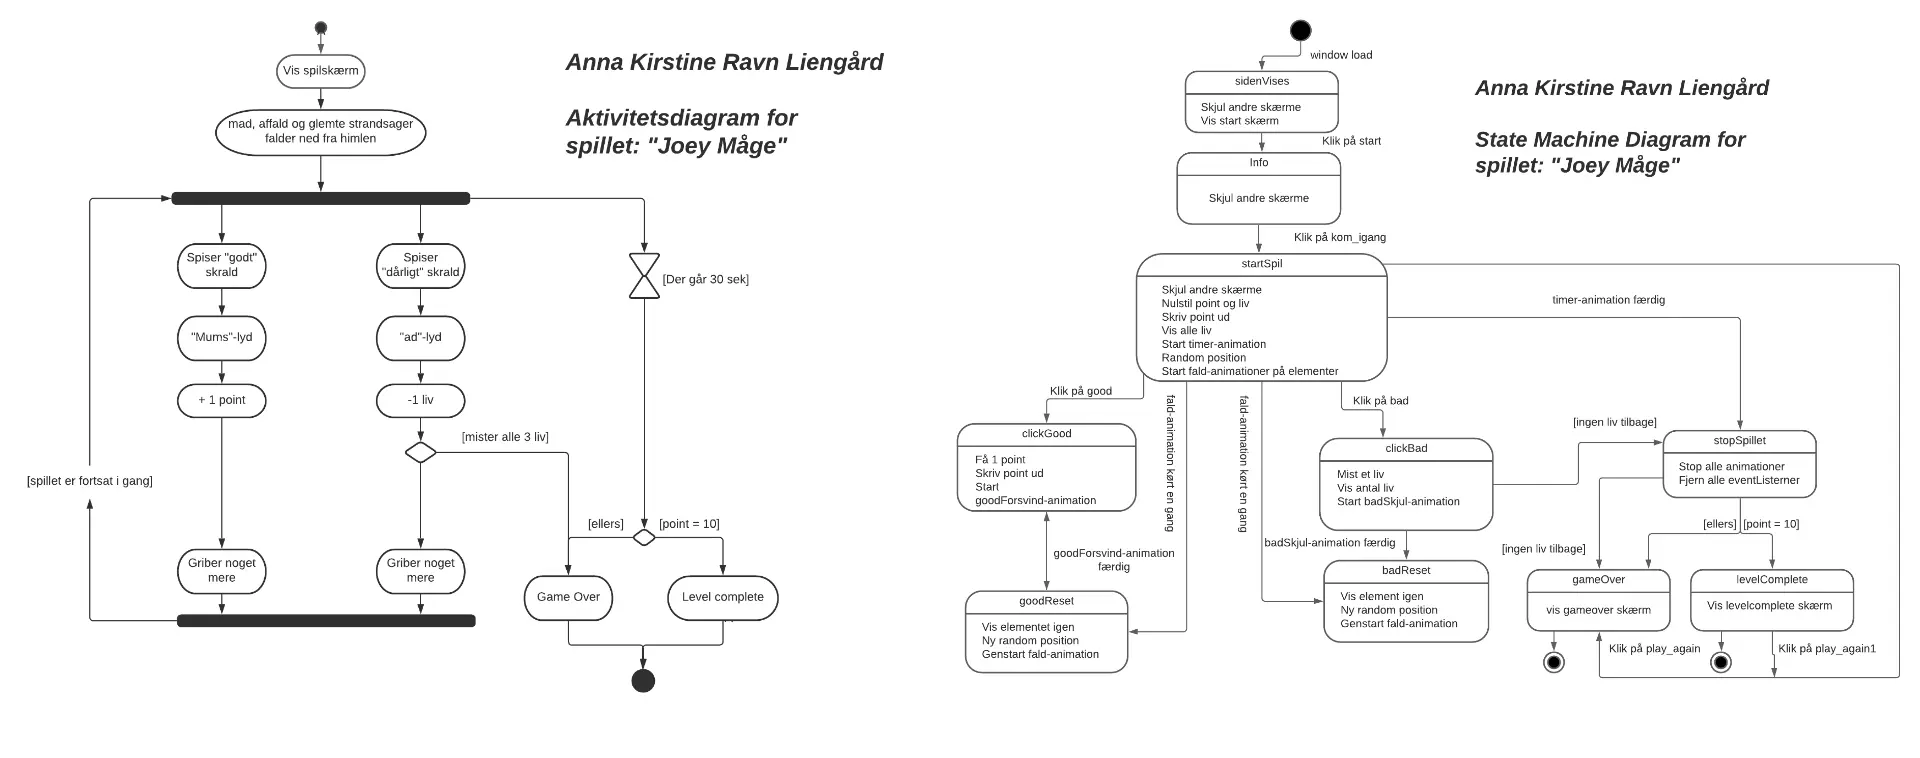 Anna Kirstine Ravn Liengård
Aktivitetsdiagram for
spillet: "Joey Måge"
Vis spilskærm
mad, affald og glemte strandsager
falder ned fra himlen
Spiser "godt"
skrald
Spiser
"dårligt" skrald
[Der går 30 sek]
"Mums"-lyd
"ad"-lyd
+ 1 point
-1 liv
[mister alle 3 liv]
[spillet er fortsat i gang]
[ellers]
[point = 10]
Griber noget
mere
Griber noget
mere
Game Over
Level complete
Anna Kirstine Ravn Liengård
State Machine Diagram for
spillet: "Joey Måge"
window load
sidenVises
Skjul andre skærme
Vis start skærm
Klik på start
Info
Skjul andre skærme
Klik på kom_igang
startSpil
Skjul andre skærme
Nulstil point og liv
Skriv point ud
Vis alle liv
Start timer-animation
Random position
Start fald-animationer på elementer
timer-animation færdig
Klik på good
fald-animation kørt en gang
fald-animation kørt en gang
Klik på bad
clickGood
Få 1 point
Skriv point ud
Start
goodForsvind-animation
clickBad
Mist et liv
Vis antal liv
Start badSkjul-animation
[ingen liv tilbage]
stopSpillet
Stop alle animationer
Fjern alle eventListerner
[ellers]
[point = 10]
goodForsvind-animation
færdig
badSkjul-animation færdig
[ingen liv tilbage]
goodReset
Vis elementet igen
Ny random position
Genstart fald-animation
badReset
Vis element igen
Ny random position
Genstart fald-animation
gameOver
vis gameover skærm
levelComplete
Vis levelcomplete skærm
Klik på play_again
Klik på play_again1